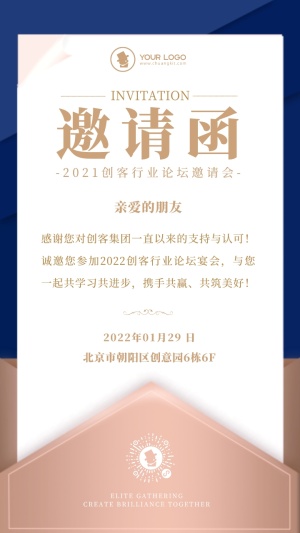 YOUR LOGO
www.chuangkit.com
INVITATION
邀请函
-2021创客行业论坛邀请会-
亲爱的朋友
感谢您对创客集团一直以来的支持与认可！
诚邀您参加2022创客行业论坛宴会，与您
一起共学习共进步，携手共赢、共筑美好！
2022年01月29 日
北京市朝阳区创意园6栋6F
ELIYE GATHERING
CREATE BRILLIANCE TOGETHER